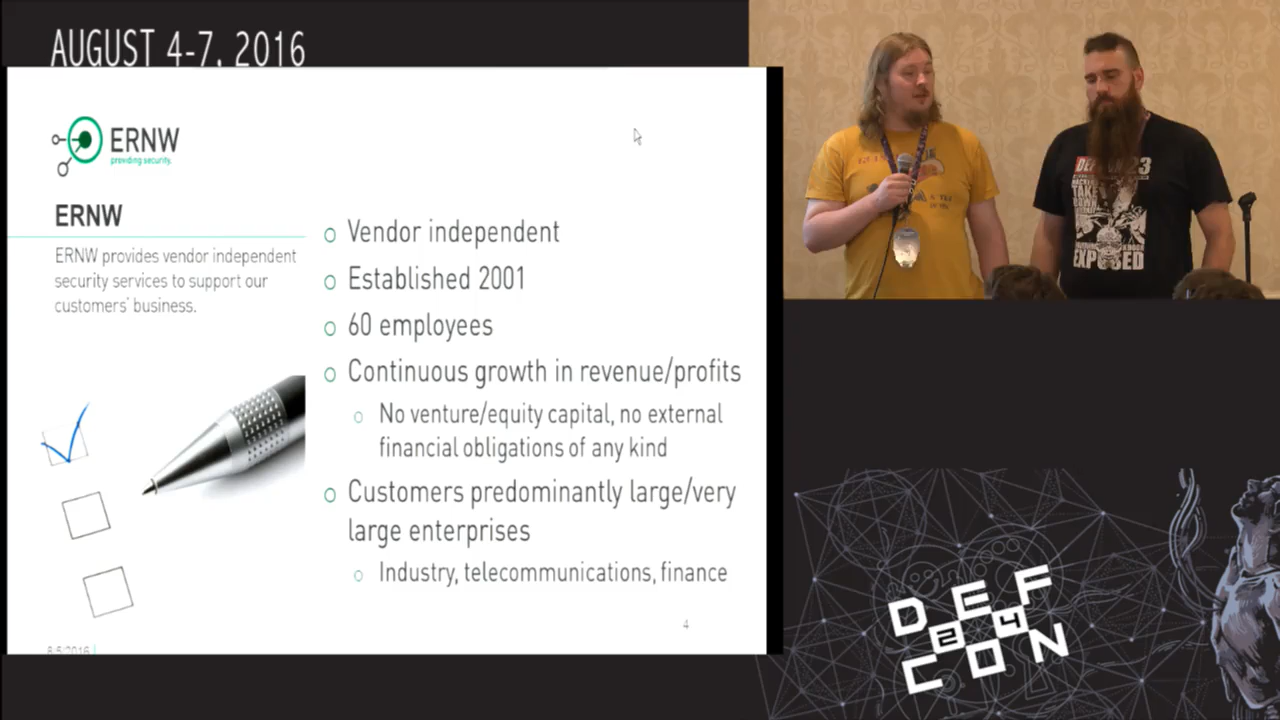 AUGUST 4-7, 2016
ERNW
providing security.
ERNW
ERNW provides vendor independent
security services to support our
customers' business.
Vendor independent
Established 2001
60 employees
Continuous growth in revenue/profits
No venture/equity capital, no external
financial obligations of any kind
Customers predominantly large/very
large enterprises
Industry, telecommunications, finance
4
DEF
24
CON
TAKE
EXPOSED